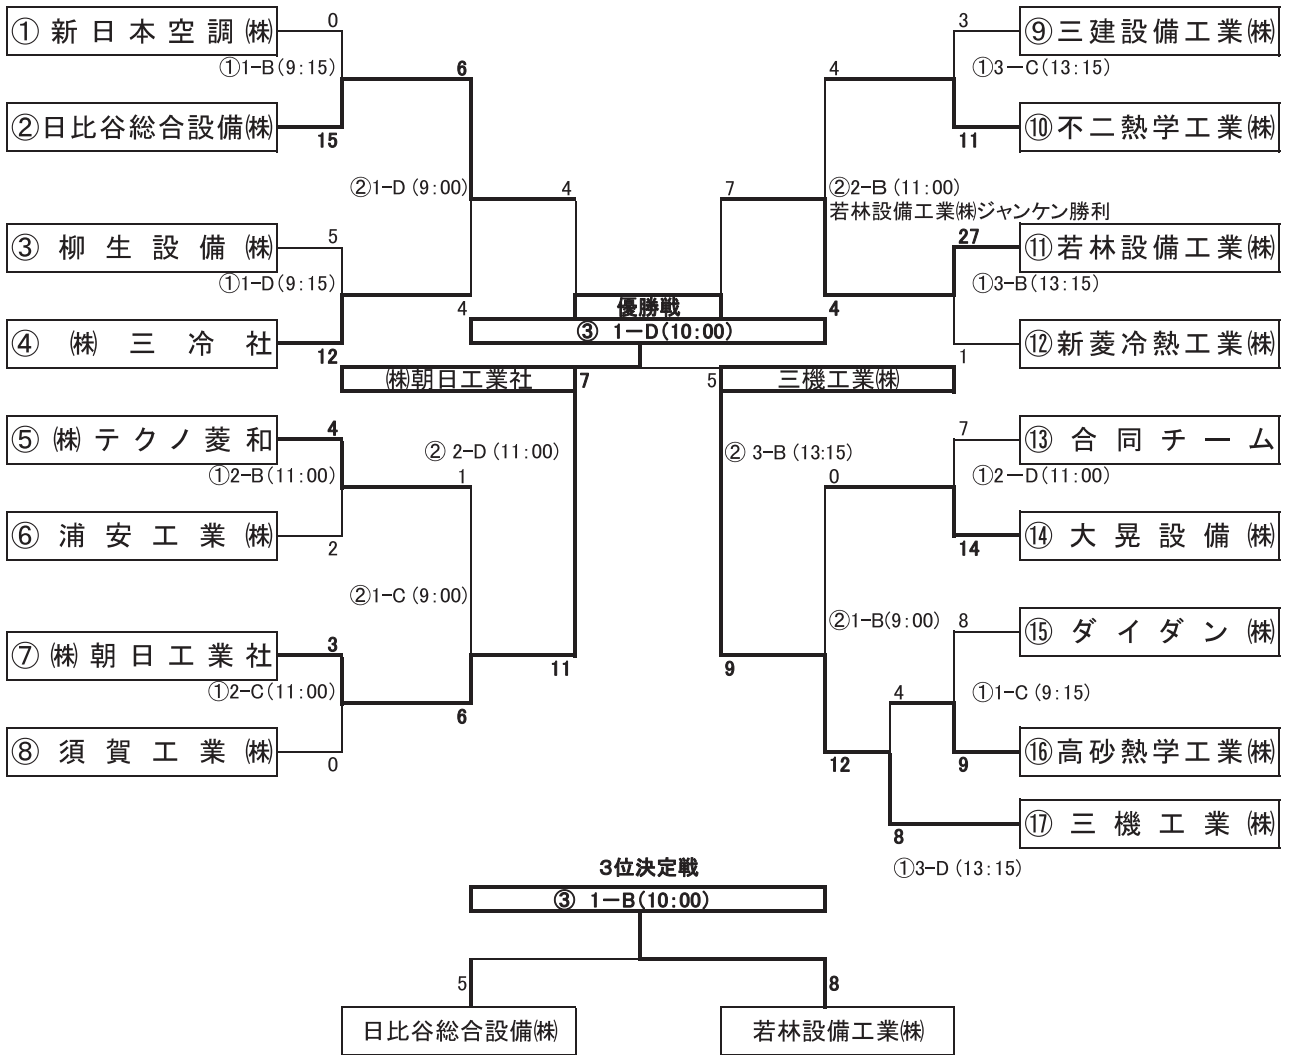 ①新日本空調㈱
0
①1-B(9:15)
②日比谷総合設備㈱
15
6
②1-D(9:00)
4
③柳生設備㈱
5
①1-D(9:15)
④㈱三冷社
12
4
⑤㈱テクノ菱和
4
①2-B(11:00)
⑥浦安工業㈱
2
1
②1-C(9:00)
⑦㈱朝日工業社
3
①2-C(11:00)
⑧須賀工業㈱
0
6
11
② 2-D(11:00)
優勝戦
③ 1-D(10:00)
㈱朝日工業社
7
5
三機工業㈱
3
⑨三建設備工業㈱
①3-C(13:15)
⑩不二熱学工業㈱
11
4
7
②2-B(11:00)
若林設備工業㈱ジャンケン勝利
27
⑪若林設備工業㈱
①3-B(13:15)
⑫新菱冷熱工業㈱
1
4
② 3-B(13:15)
7
⑬合同チーム
①2-D(11:00)
⑭大晃設備㈱
14
0
②1-B(9:00)
8
⑮ダイダン㈱
①1-C(9:15)
⑯高砂熱学工業㈱
9
4
⑰三機工業㈱
8
①3-D(13:15)
12
9
3位決定戦
③ 1-B(10:00)
5
8
日比谷総合設備㈱
若林設備工業㈱